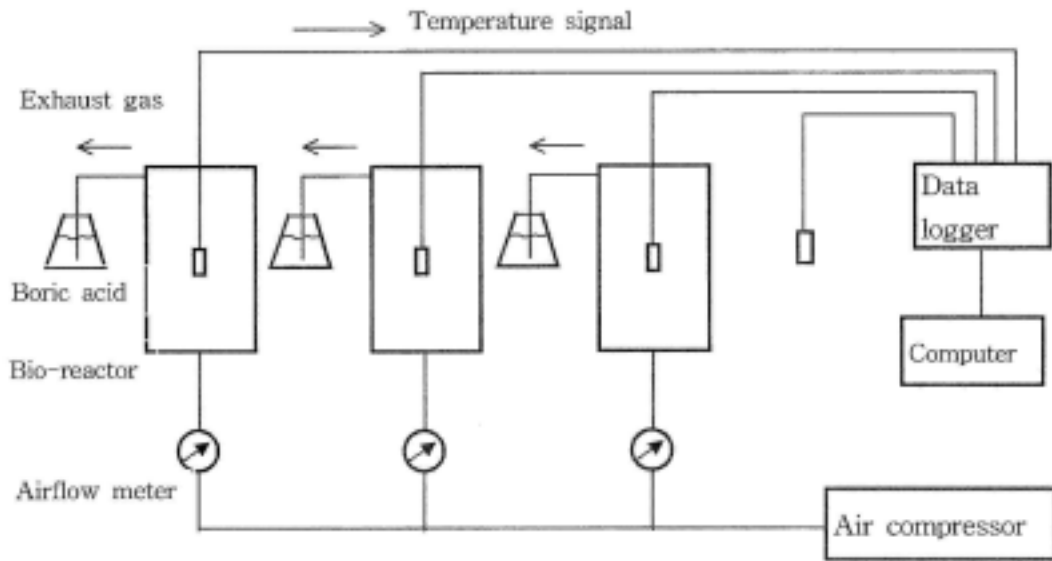 Temperature signal
Exhaust gas
Data
logger
Boric acid
Computer
Bio-reactor
Airflow meter
Air compressor